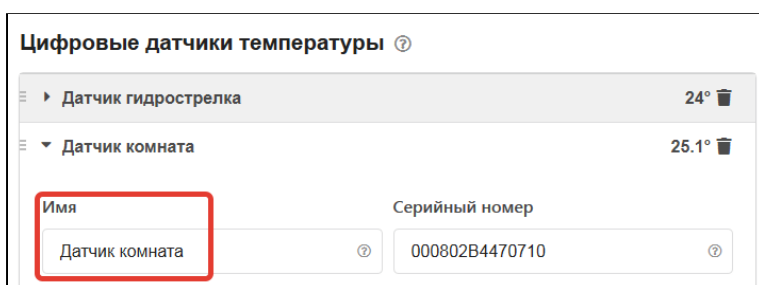 Цифровые датчики температуры
Датчик гидрострелка 24°
Датчик комната 25.1°
Имя Серийный номер
Датчик комната 000802B4470710